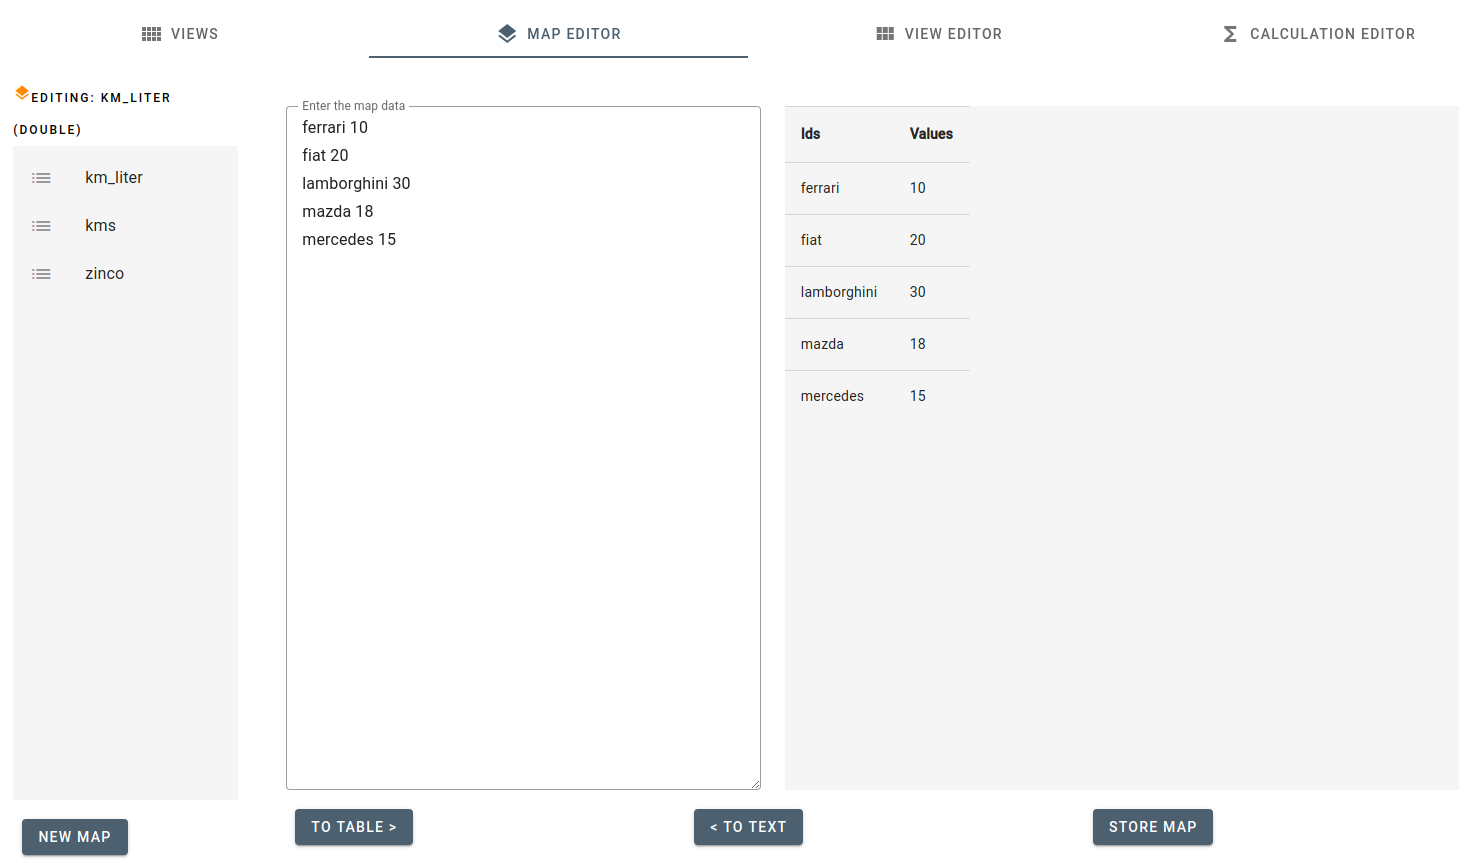 VIEWS
MAP EDITOR
VIEW EDITOR
CALCULATION EDITOR
EDITING: KM_LITER
(DOUBLE)
km_liter
kms
zinco
NEW MAP
Enter the map data
ferrari 10
fiat 20
lamborghini 30
mazda 18
mercedes 15
Ids Values
ferrari 10
fiat 20
lamborghini 30
mazda 18
mercedes 15
TO TABLE >
< TO TEXT
STORE MAP